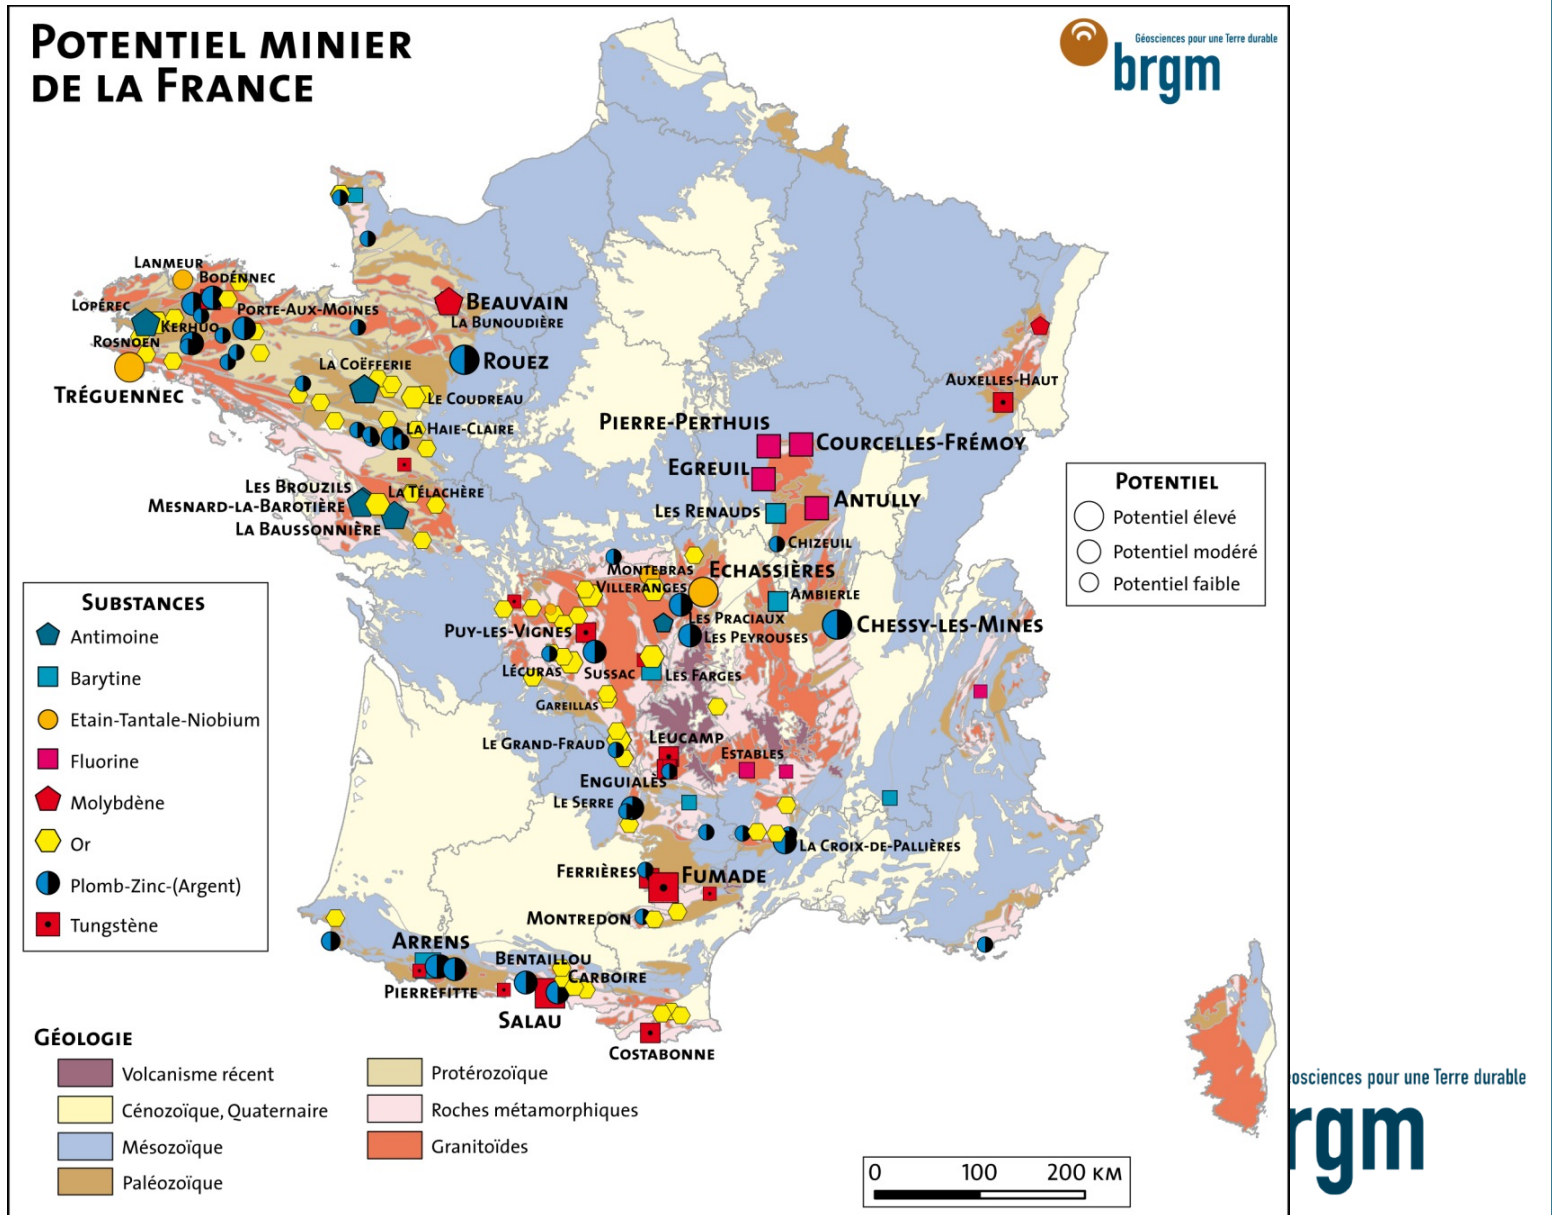 POTENTIEL MINIER
DE LA FRANCE
Géosciences pour une Terre durable
brgm
LANMEUR
BODÉNNEC
LOPÉREC
PORTE-AUX-MOINES
KERHUO
ROSNOEN
TRÉGUENNEC
BEAUVAIN
LA BUNOUDIÈRE
LA COËFFERIE
ROUEZ
LE COUDREAU
LA HAIE-CLAIRE
AUXELLES-HAUT
PIERRE-PERTHUIS
COURCELLES-FRÉMOY
EGREUIL
LES BROUZILS
LA TÉLACHÈRE
MESNARD-LA-BAROTIÈRE
LA BAUSSONNIÈRE
ANTULLY
LES RENAUDS
CHIZEUIL
MONTEBRAS
ECHASSIÈRES
VILLERANGES
AMBIERLE
LES PRACIAUX
PUY-LES-VIGNES
LES PEYROUSES
CHESSY-LES-MINES
LÉCURAS
SUSSAC
LES FARGES
GAREILLAS
LE GRAND-FRAUD
LEUCAMP
ESTABLES
ENGUIALÈS
LE SERRE
LA CROIX-DE-PALLIÈRES
FERRIÈRES
FUMADE
MONTREDON
ARRENS
BENTAILLOU
CARBOIRE
PIERREFITTE
SALAU
COSTABONNE
POTENTIEL
Potentiel élevé
Potentiel modéré
Potentiel faible
SUBSTANCES
Antimoine
Barytine
Etain-Tantale-Niobium
Fluorine
Molybdène
Or
Plomb-Zinc-(Argent)
Tungstène
GÉOLOGIE
Volcanisme récent
Cénozoïque, Quaternaire
Mésozoïque
Paléozoïque
Protérozoïque
Roches métamorphiques
Granitoïdes
0 100 200 KM
éosciences pour une Terre durable
rgm